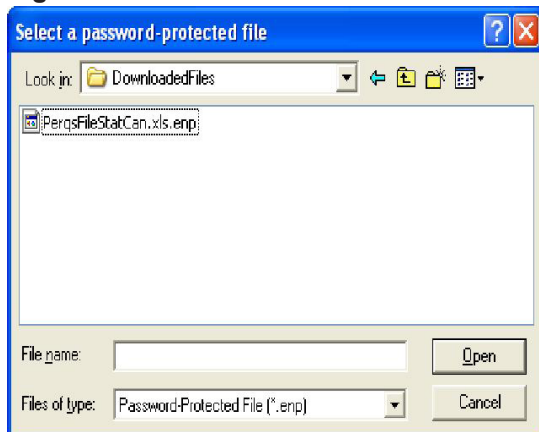 Select a password-protected file
Look in: DownloadedFiles
PerqsFileStatCan.xls.enp
File name:
Open
Files of type: Password-Protected File (*.enp)
Cancel